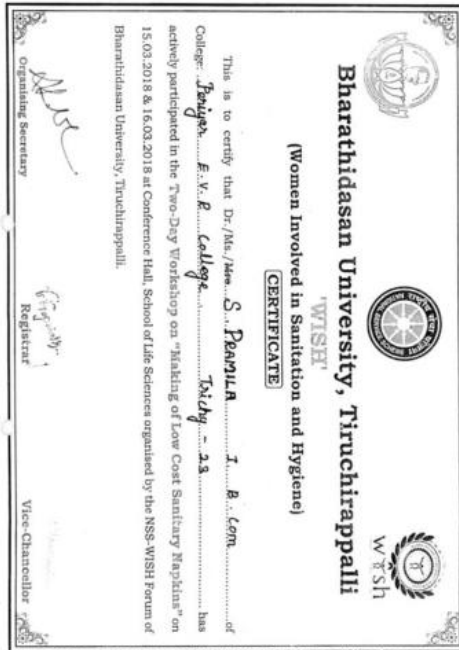 Bharathidasan University, Tiruchirappalli
'WISH'
(Women Involved in Sanitation and Hygiene)
CERTIFICATE
This is to certify that Dr./Ms./Mrs. S. PRAMILA I. B. Com of
College Periyar E.V.R College Trichy - 23 has
actively participated in the Two-Day Workshop on "Making of Low Cost Sanitary Napkins" on
15.03.2018 & 16.03.2018 at Conference Hall, School of Life Sciences organised by the NSS-WISH Forum of
Bharathidasan University, Tiruchirappalli.
Organising Secretary
Registrar
Vice-Chancellor
wish